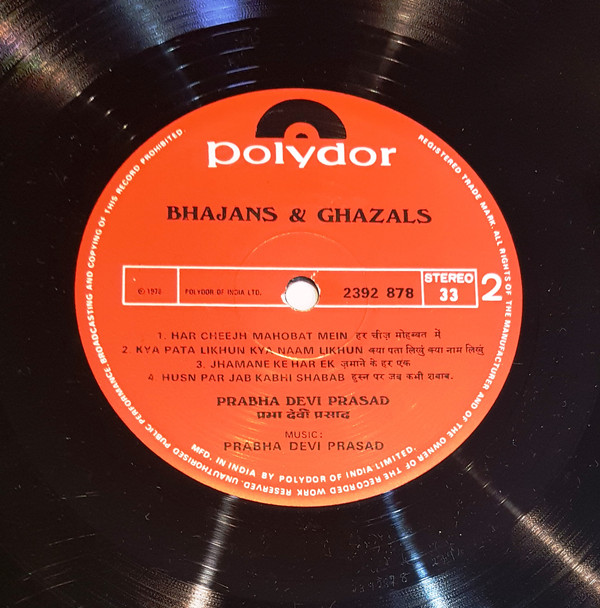 polydor
BHAJANS & GHAZALS
℗ 1978 POLYDOR OF INDIA LTD. 2392 878 STEREO 33 2
1. HAR CHEEJH MAHOBAT MEIN हर चीज़ मोहब्बत में
2. KYA PATA LIKHUN KYA NAAM LIKHUN क्या पता लिखुं क्या नाम लिखुं
3. JHAMANE KE HAR EK ज़माने के हर एक
4. HUSN PAR JAB KABHI SHABAB. हुस्न पर जब कभी शबाब.
PRABHA DEVI PRASAD
प्रभा देवी प्रसाद
MUSIC:
PRABHA DEVI PRASAD
MFD. IN INDIA BY POLYDOR OF INDIA LIMITED.
REGISTERED TRADE MARK. ALL RIGHTS OF THE MANUFACTURER AND OF THE OWNER OF THE RECORDED WORK RESERVED. UNAUTHORISED PUBLIC PERFORMANCE, BROADCASTING AND COPYING OF THIS RECORD PROHIBITED.